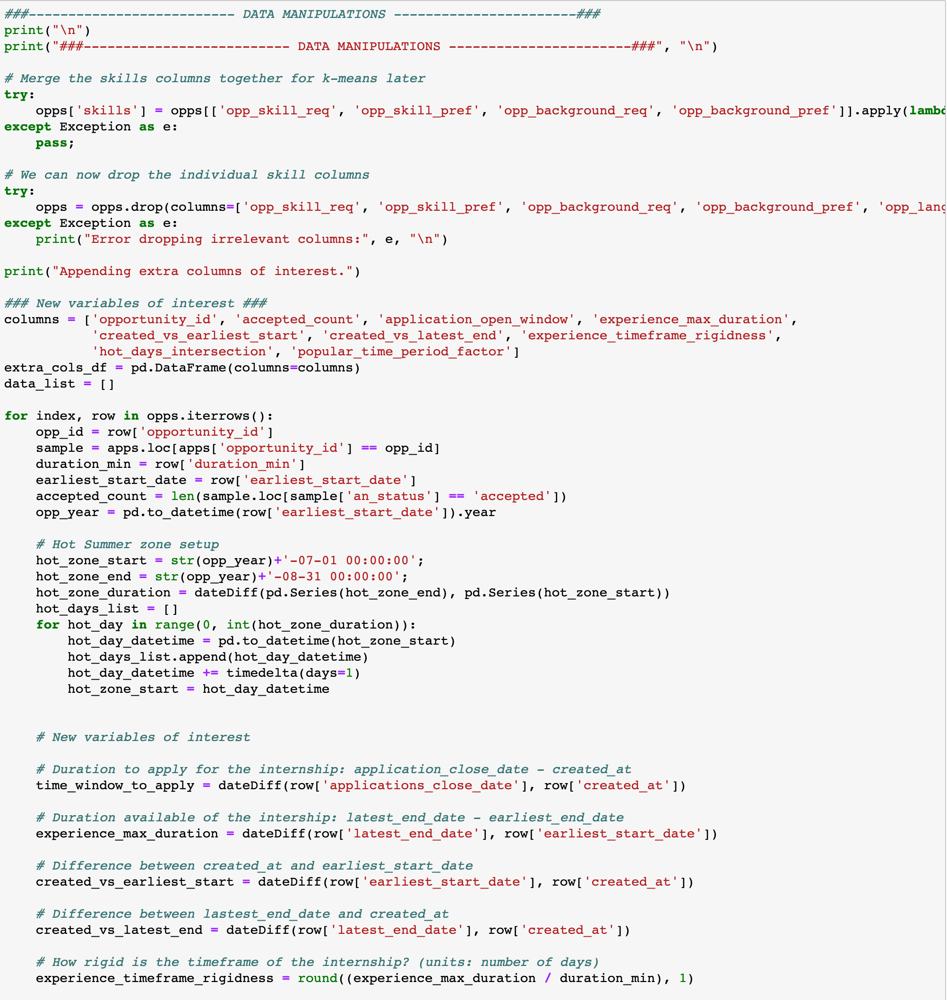 ###-------------------------- DATA MANIPULATIONS -----------------------###
print("\n")
print("###-------------------------- DATA MANIPULATIONS -----------------------###", "\n")

# Merge the skills columns together for k-means later
try:
    opps['skills'] = opps[['opp_skill_req', 'opp_skill_pref', 'opp_background_req', 'opp_background_pref']].apply(lambd
except Exception as e:
    pass;

# We can now drop the individual skill columns
try:
    opps = opps.drop(columns=['opp_skill_req', 'opp_skill_pref', 'opp_background_req', 'opp_background_pref', 'opp_lang
except Exception as e:
    print("Error dropping irrelevant columns:", e, "\n")

print("Appending extra columns of interest.")

### New variables of interest ###
columns = ['opportunity_id', 'accepted_count', 'application_open_window', 'experience_max_duration',
           'created_vs_earliest_start', 'created_vs_latest_end', 'experience_timeframe_rigidness',
           'hot_days_intersection', 'popular_time_period_factor']
extra_cols_df = pd.DataFrame(columns=columns)
data_list = []

for index, row in opps.iterrows():
    opp_id = row['opportunity_id']
    sample = apps.loc[apps['opportunity_id'] == opp_id]
    duration_min = row['duration_min']
    earliest_start_date = row['earliest_start_date']
    accepted_count = len(sample.loc[sample['an_status'] == 'accepted'])
    opp_year = pd.to_datetime(row['earliest_start_date']).year

    # Hot Summer zone setup
    hot_zone_start = str(opp_year)+'-07-01 00:00:00';
    hot_zone_end = str(opp_year)+'-08-31 00:00:00';
    hot_zone_duration = dateDiff(pd.Series(hot_zone_end), pd.Series(hot_zone_start))
    hot_days_list = []
    for hot_day in range(0, int(hot_zone_duration)):
        hot_day_datetime = pd.to_datetime(hot_zone_start)
        hot_days_list.append(hot_day_datetime)
        hot_day_datetime += timedelta(days=1)
        hot_zone_start = hot_day_datetime


    # New variables of interest

    # Duration to apply for the internship: application_close_date - created_at
    time_window_to_apply = dateDiff(row['applications_close_date'], row['created_at'])

    # Duration available of the intership: latest_end_date - earliest_end_date
    experience_max_duration = dateDiff(row['latest_end_date'], row['earliest_start_date'])

    # Difference between created_at and earliest_start_date
    created_vs_earliest_start = dateDiff(row['earliest_start_date'], row['created_at'])

    # Difference between lastest_end_date and created_at
    created_vs_latest_end = dateDiff(row['latest_end_date'], row['created_at'])

    # How rigid is the timeframe of the internship? (units: number of days)
    experience_timeframe_rigidness = round((experience_max_duration / duration_min), 1)